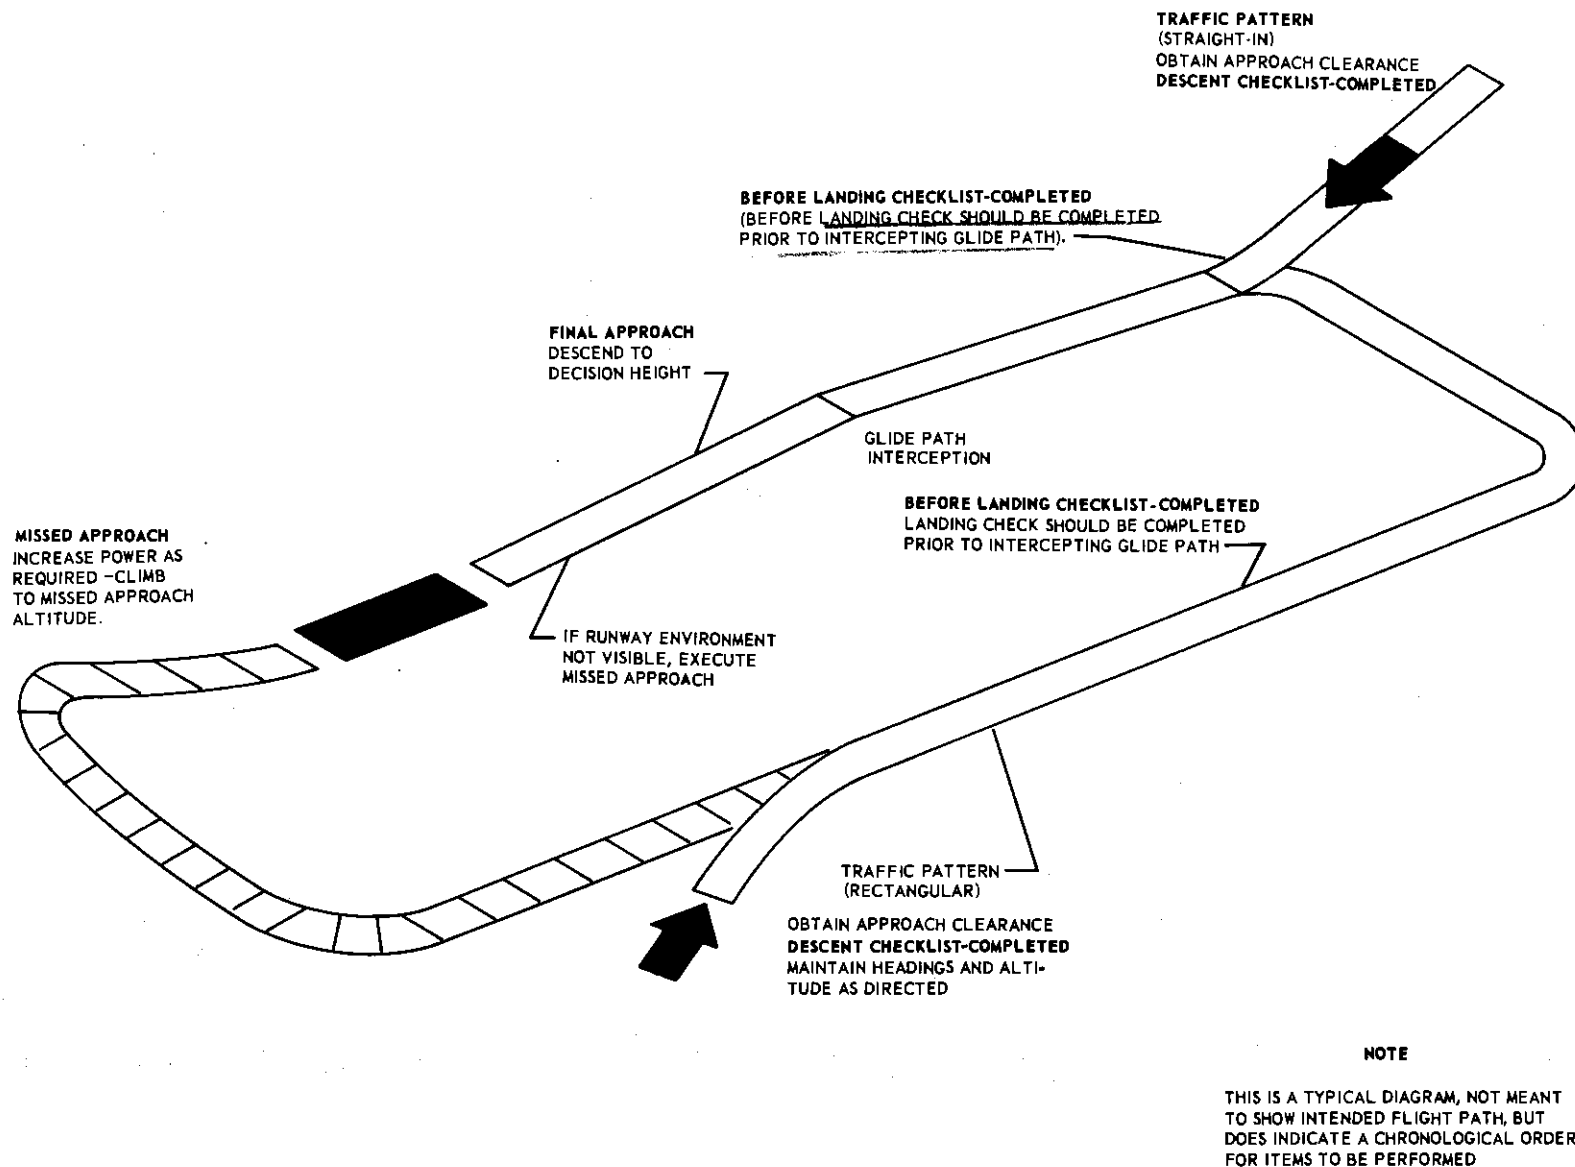 TRAFFIC PATTERN
(STRAIGHT-IN)
OBTAIN APPROACH CLEARANCE
DESCENT CHECKLIST-COMPLETED
BEFORE LANDING CHECKLIST-COMPLETED
(BEFORE LANDING CHECK SHOULD BE COMPLETED
PRIOR TO INTERCEPTING GLIDE PATH).
FINAL APPROACH
DESCEND TO
DECISION HEIGHT
GLIDE PATH
INTERCEPTION
BEFORE LANDING CHECKLIST-COMPLETED
LANDING CHECK SHOULD BE COMPLETED
PRIOR TO INTERCEPTING GLIDE PATH
MISSED APPROACH
INCREASE POWER AS
REQUIRED -CLIMB
TO MISSED APPROACH
ALTITUDE.
IF RUNWAY ENVIRONMENT
NOT VISIBLE, EXECUTE
MISSED APPROACH
TRAFFIC PATTERN
(RECTANGULAR)
OBTAIN APPROACH CLEARANCE
DESCENT CHECKLIST-COMPLETED
MAINTAIN HEADINGS AND ALTI-
TUDE AS DIRECTED
NOTE
THIS IS A TYPICAL DIAGRAM, NOT MEANT
TO SHOW INTENDED FLIGHT PATH, BUT
DOES INDICATE A CHRONOLOGICAL ORDER
FOR ITEMS TO BE PERFORMED